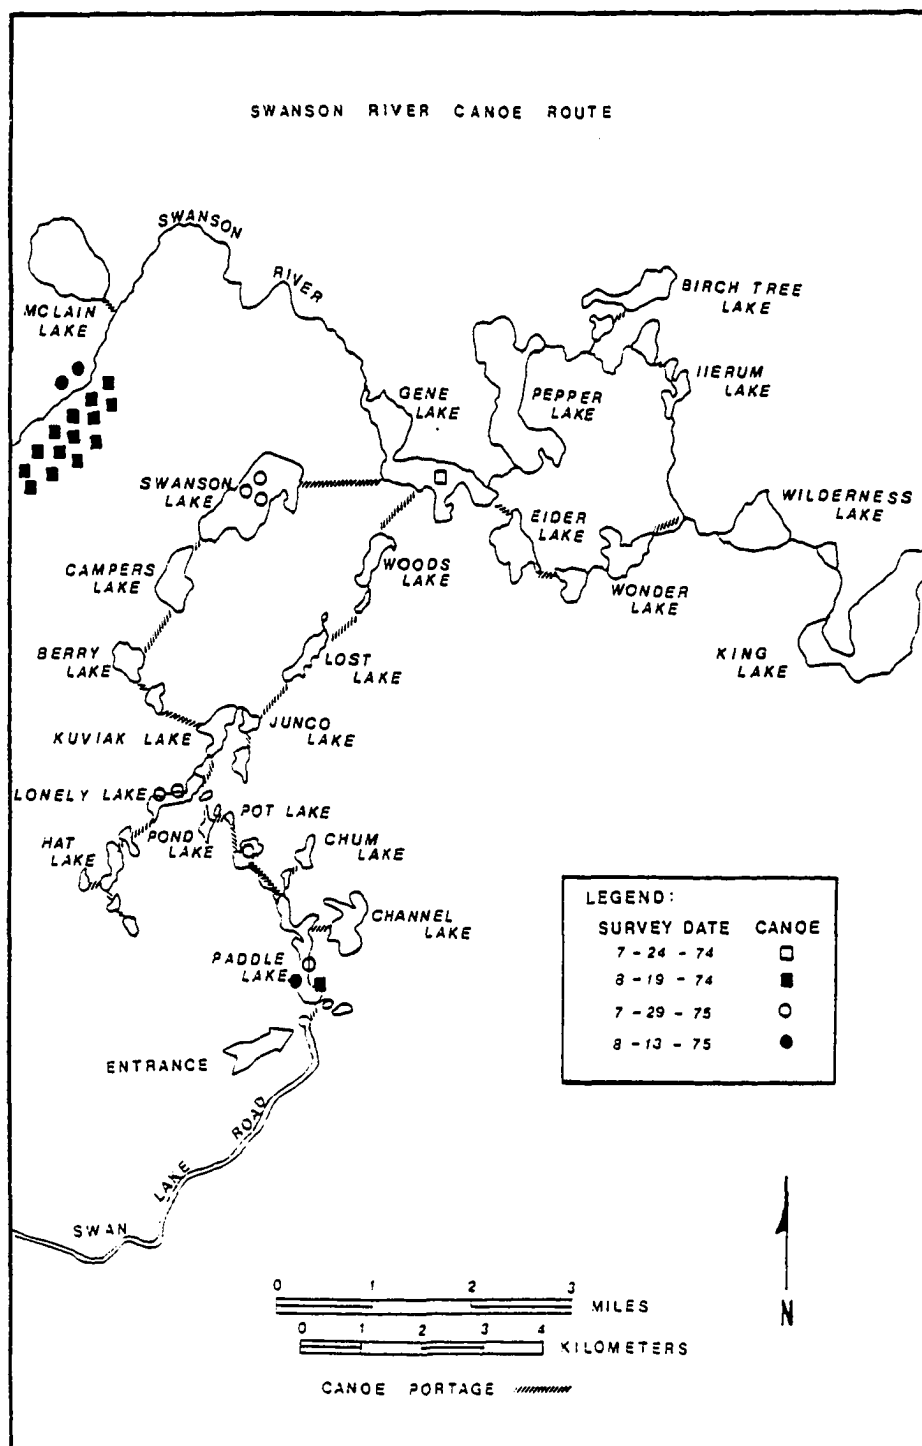 SWANSON RIVER CANOE ROUTE
SWANSON
RIVER
MCLAIN
LAKE
BIRCH TREE
LAKE
IIERUM
LAKE
GENE
LAKE
PEPPER
LAKE
SWANSON
LAKE
WILDERNESS
LAKE
EIDER
LAKE
CAMPERS
LAKE
WOODS
LAKE
WONDER
LAKE
BERRY
LAKE
LOST
LAKE
KING
LAKE
KUVIAK LAKE
JUNCO
LAKE
LONELY LAKE
POT LAKE
HAT
LAKE
POND
LAKE
CHUM
LAKE
CHANNEL
LAKE
PADDLE
LAKE
ENTRANCE
SWAN LAKE ROAD
LEGEND:
SURVEY DATE CANOE
7 - 24 - 74
8 - 19 - 74
7 - 29 - 75
8 - 13 - 75
0 1 2 3
MILES
0 1 2 3 4
KILOMETERS
CANOE PORTAGE
N